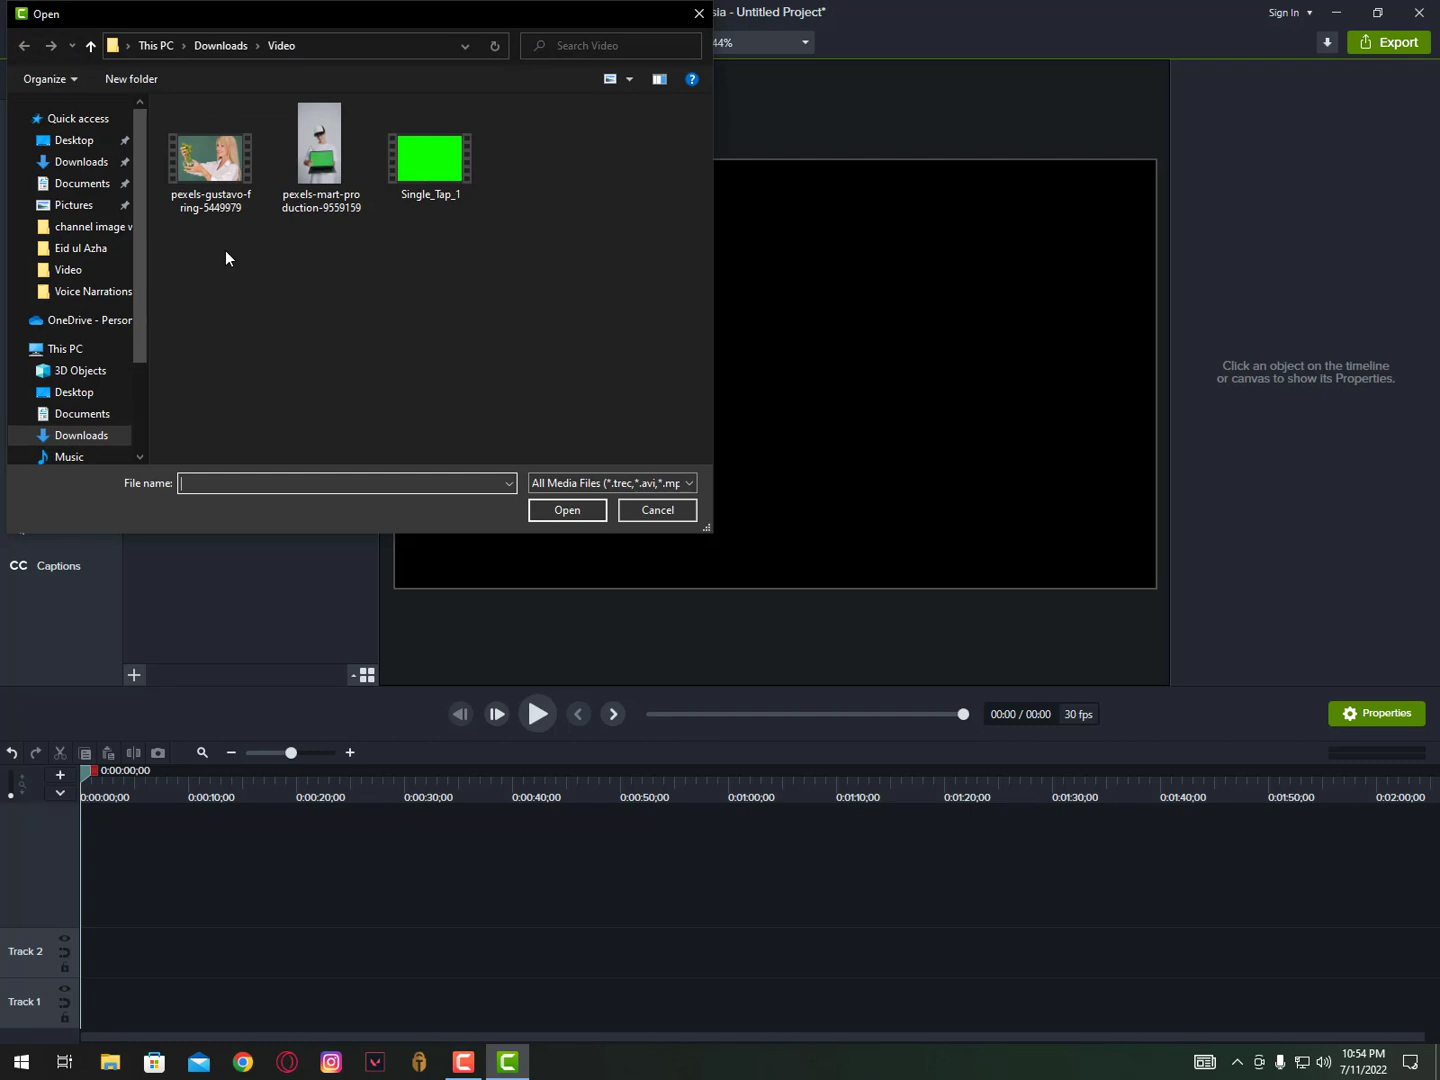 Open
sia - Untitled Project*
Sign In
This PC
Downloads
Video
Search Video
44%
Export
Organize
New folder
Quick access
Desktop
Downloads
Documents
Pictures
channel image v
Eid ul Azha
Video
Voice Narrations
OneDrive - Person
This PC
3D Objects
Desktop
Documents
Downloads
Music
pexels-gustavo-f
ring-5449979
pexels-mart-pro
duction-9559159
Single_Tap_1
File name:
All Media Files (*.trec,*.avi,*.mp
Open
Cancel
Click an object on the timeline
or canvas to show its Properties.
CC Captions
00:00 / 00:00
30 fps
Properties
0:00:00;00
0:00:00;00 0:00:10;00 0:00:20;00 0:00:30;00 0:00:40;00 0:00:50;00 0:01:00;00 0:01:10;00 0:01:20;00 0:01:30;00 0:01:40;00 0:01:50;00 0:02:00;00
Track 2
Track 1
10:54 PM
7/11/2022